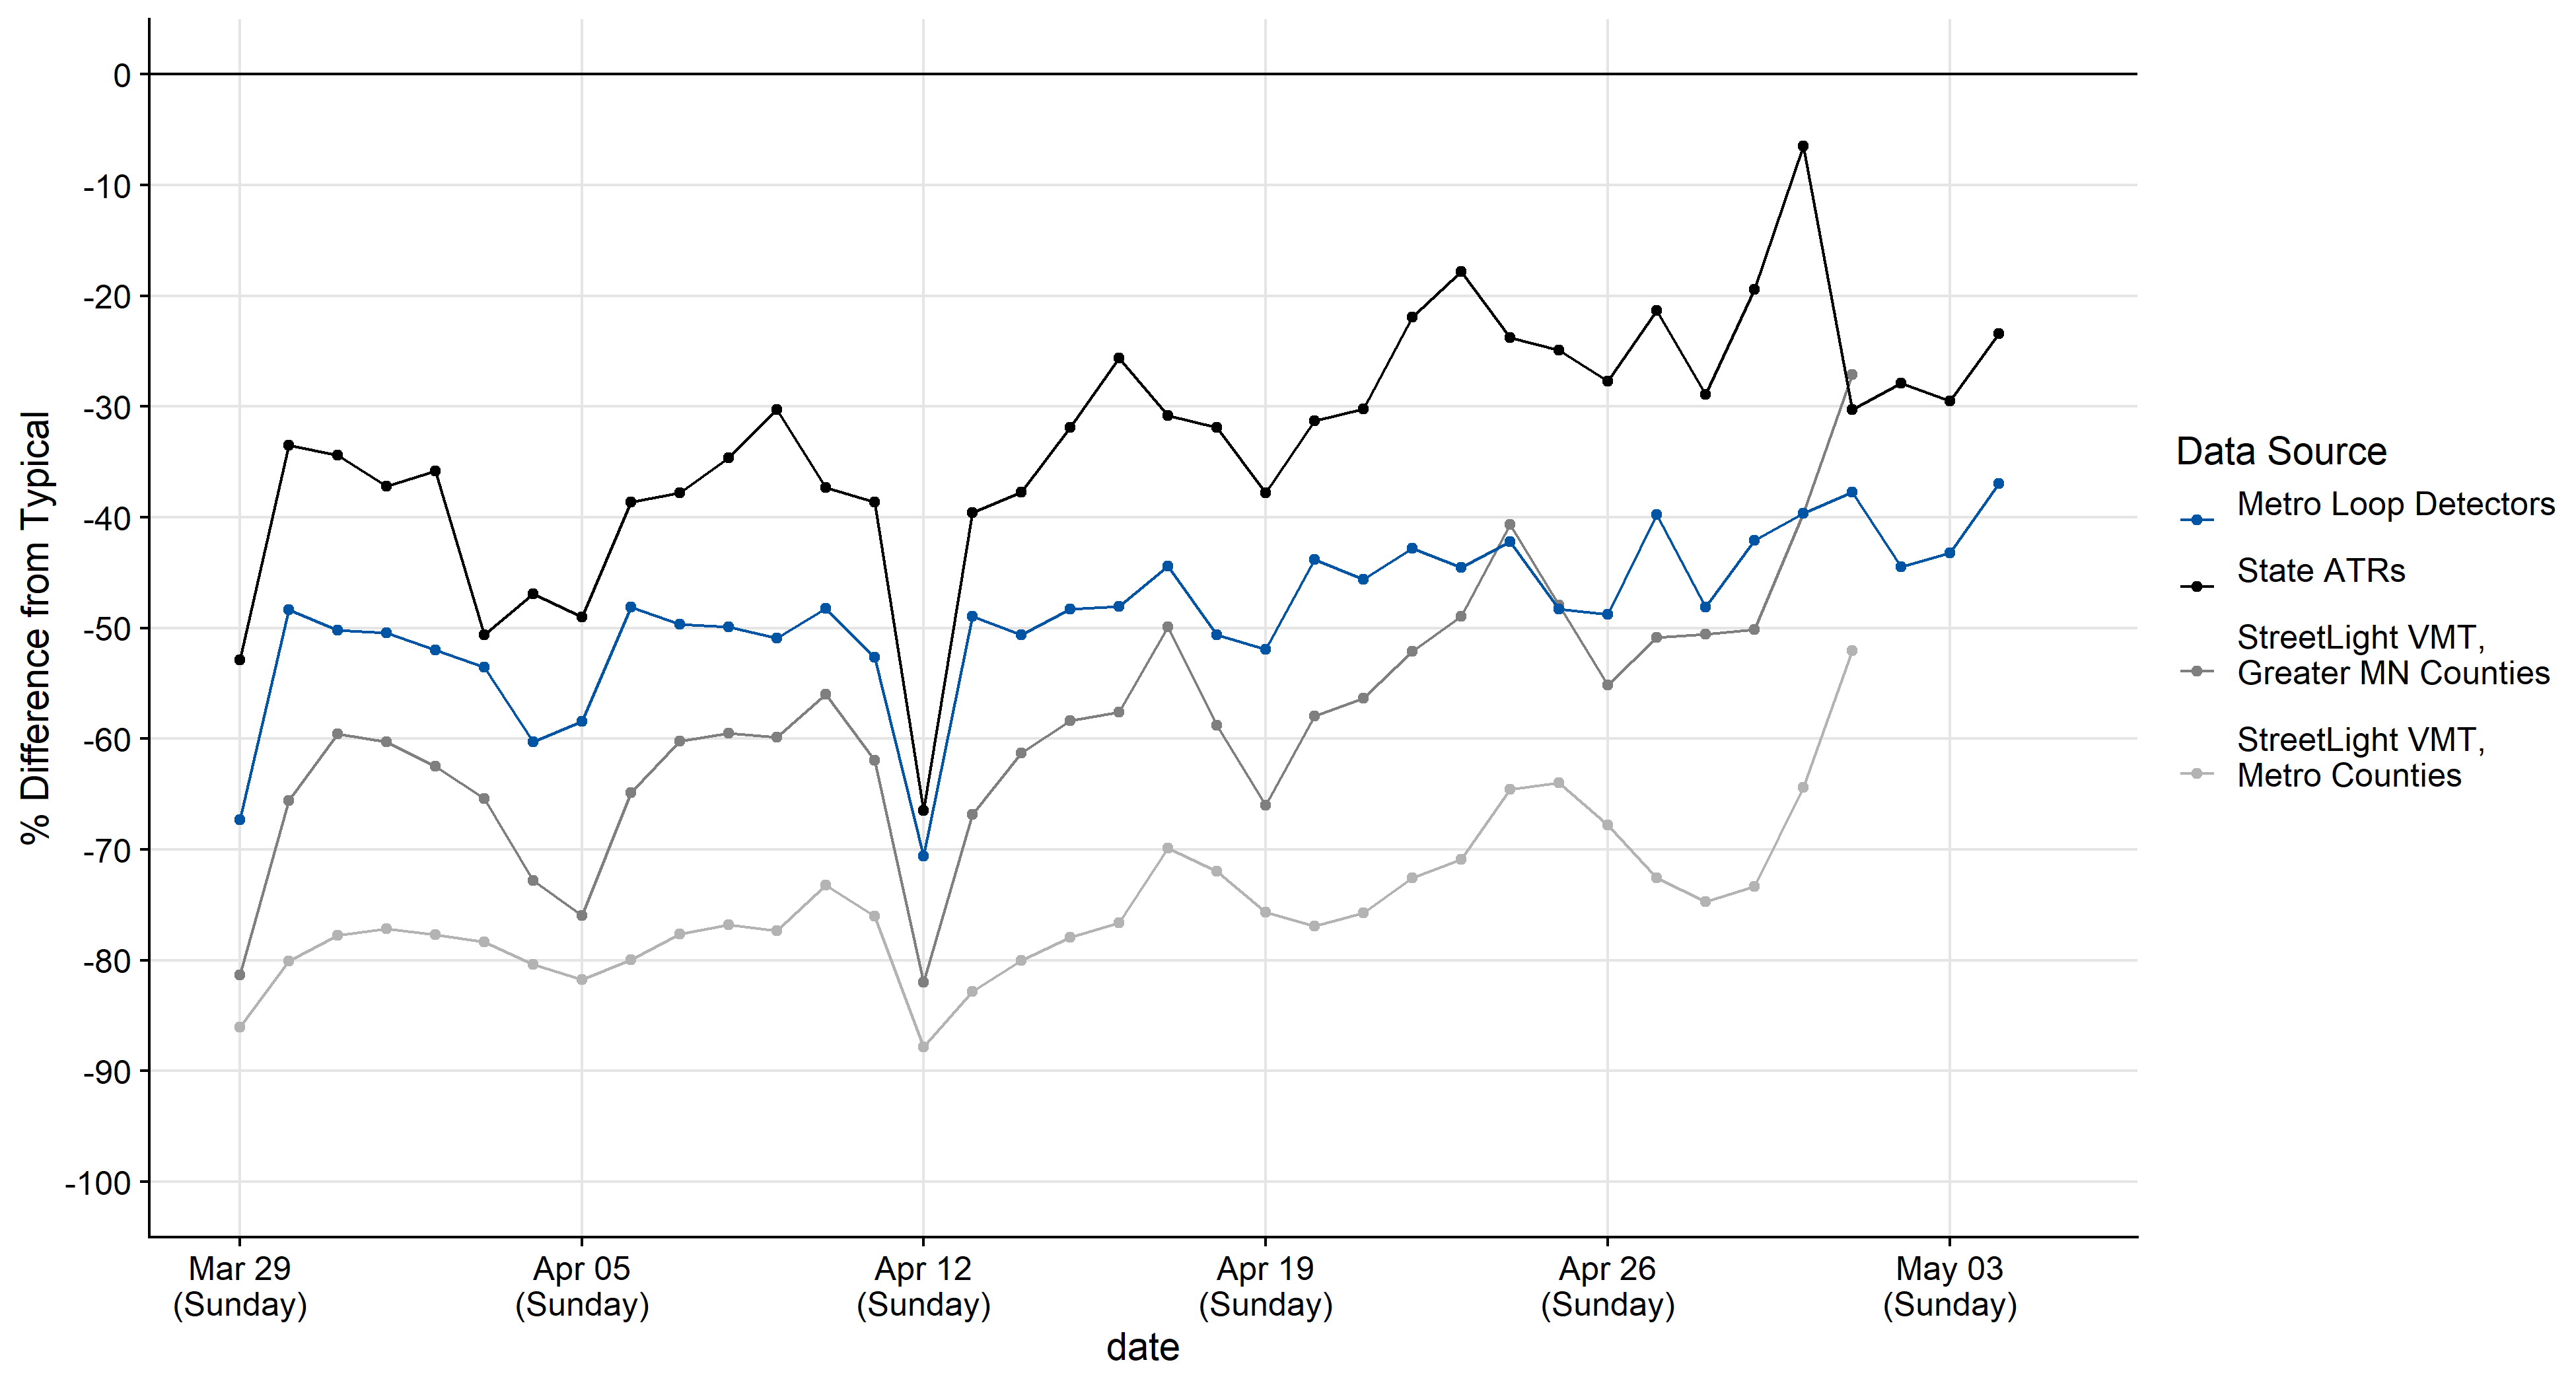 % Difference from Typical
0
-10
-20
-30
-40
-50
-60
-70
-80
-90
-100
Mar 29
(Sunday)
Apr 05
(Sunday)
Apr 12
(Sunday)
Apr 19
(Sunday)
Apr 26
(Sunday)
May 03
(Sunday)
date
Data Source
Metro Loop Detectors
State ATRs
StreetLight VMT,
Greater MN Counties
StreetLight VMT,
Metro Counties